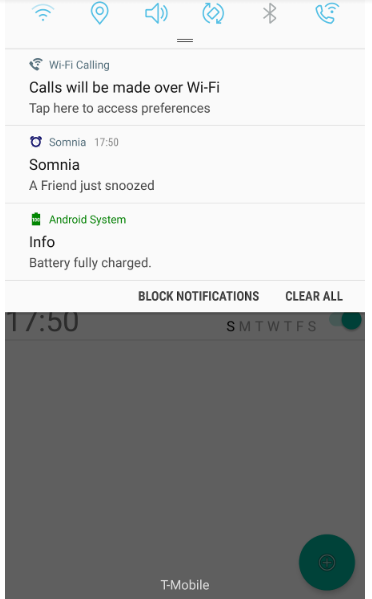 Wi-Fi Calling
Calls will be made over Wi-Fi
Tap here to access preferences
Somnia 17:50
Somnia
A Friend just snoozed
100
Android System
Info
Battery fully charged.
BLOCK NOTIFICATIONS CLEAR ALL
17:50 SMTWTFS
T-Mobile